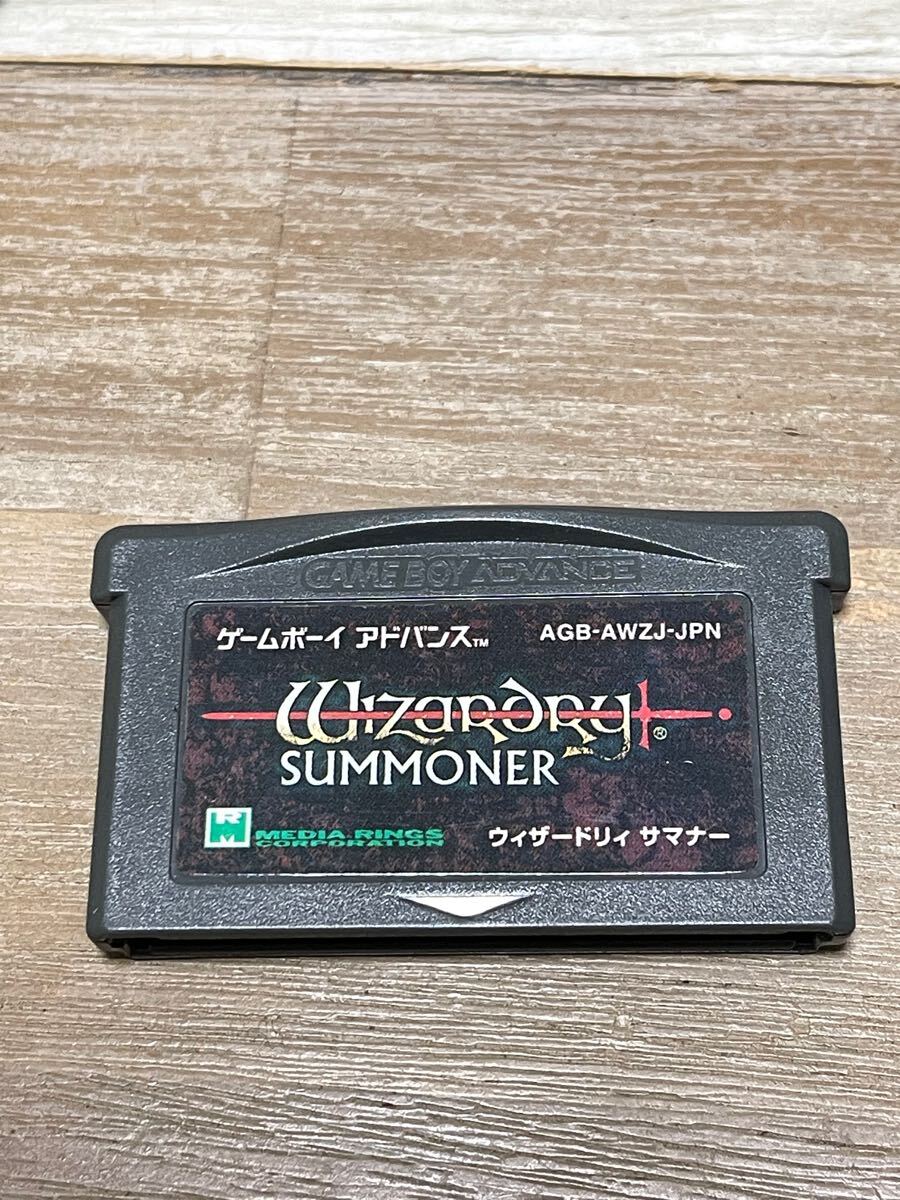 GAME BOY ADVANCE
ゲームボーイ アドバンス™
AGB-AWZJ-JPN
Wizardry®
SUMMONER
RM
MEDIA.RINGS
CORPORATION
ウィザードリィ サマナー